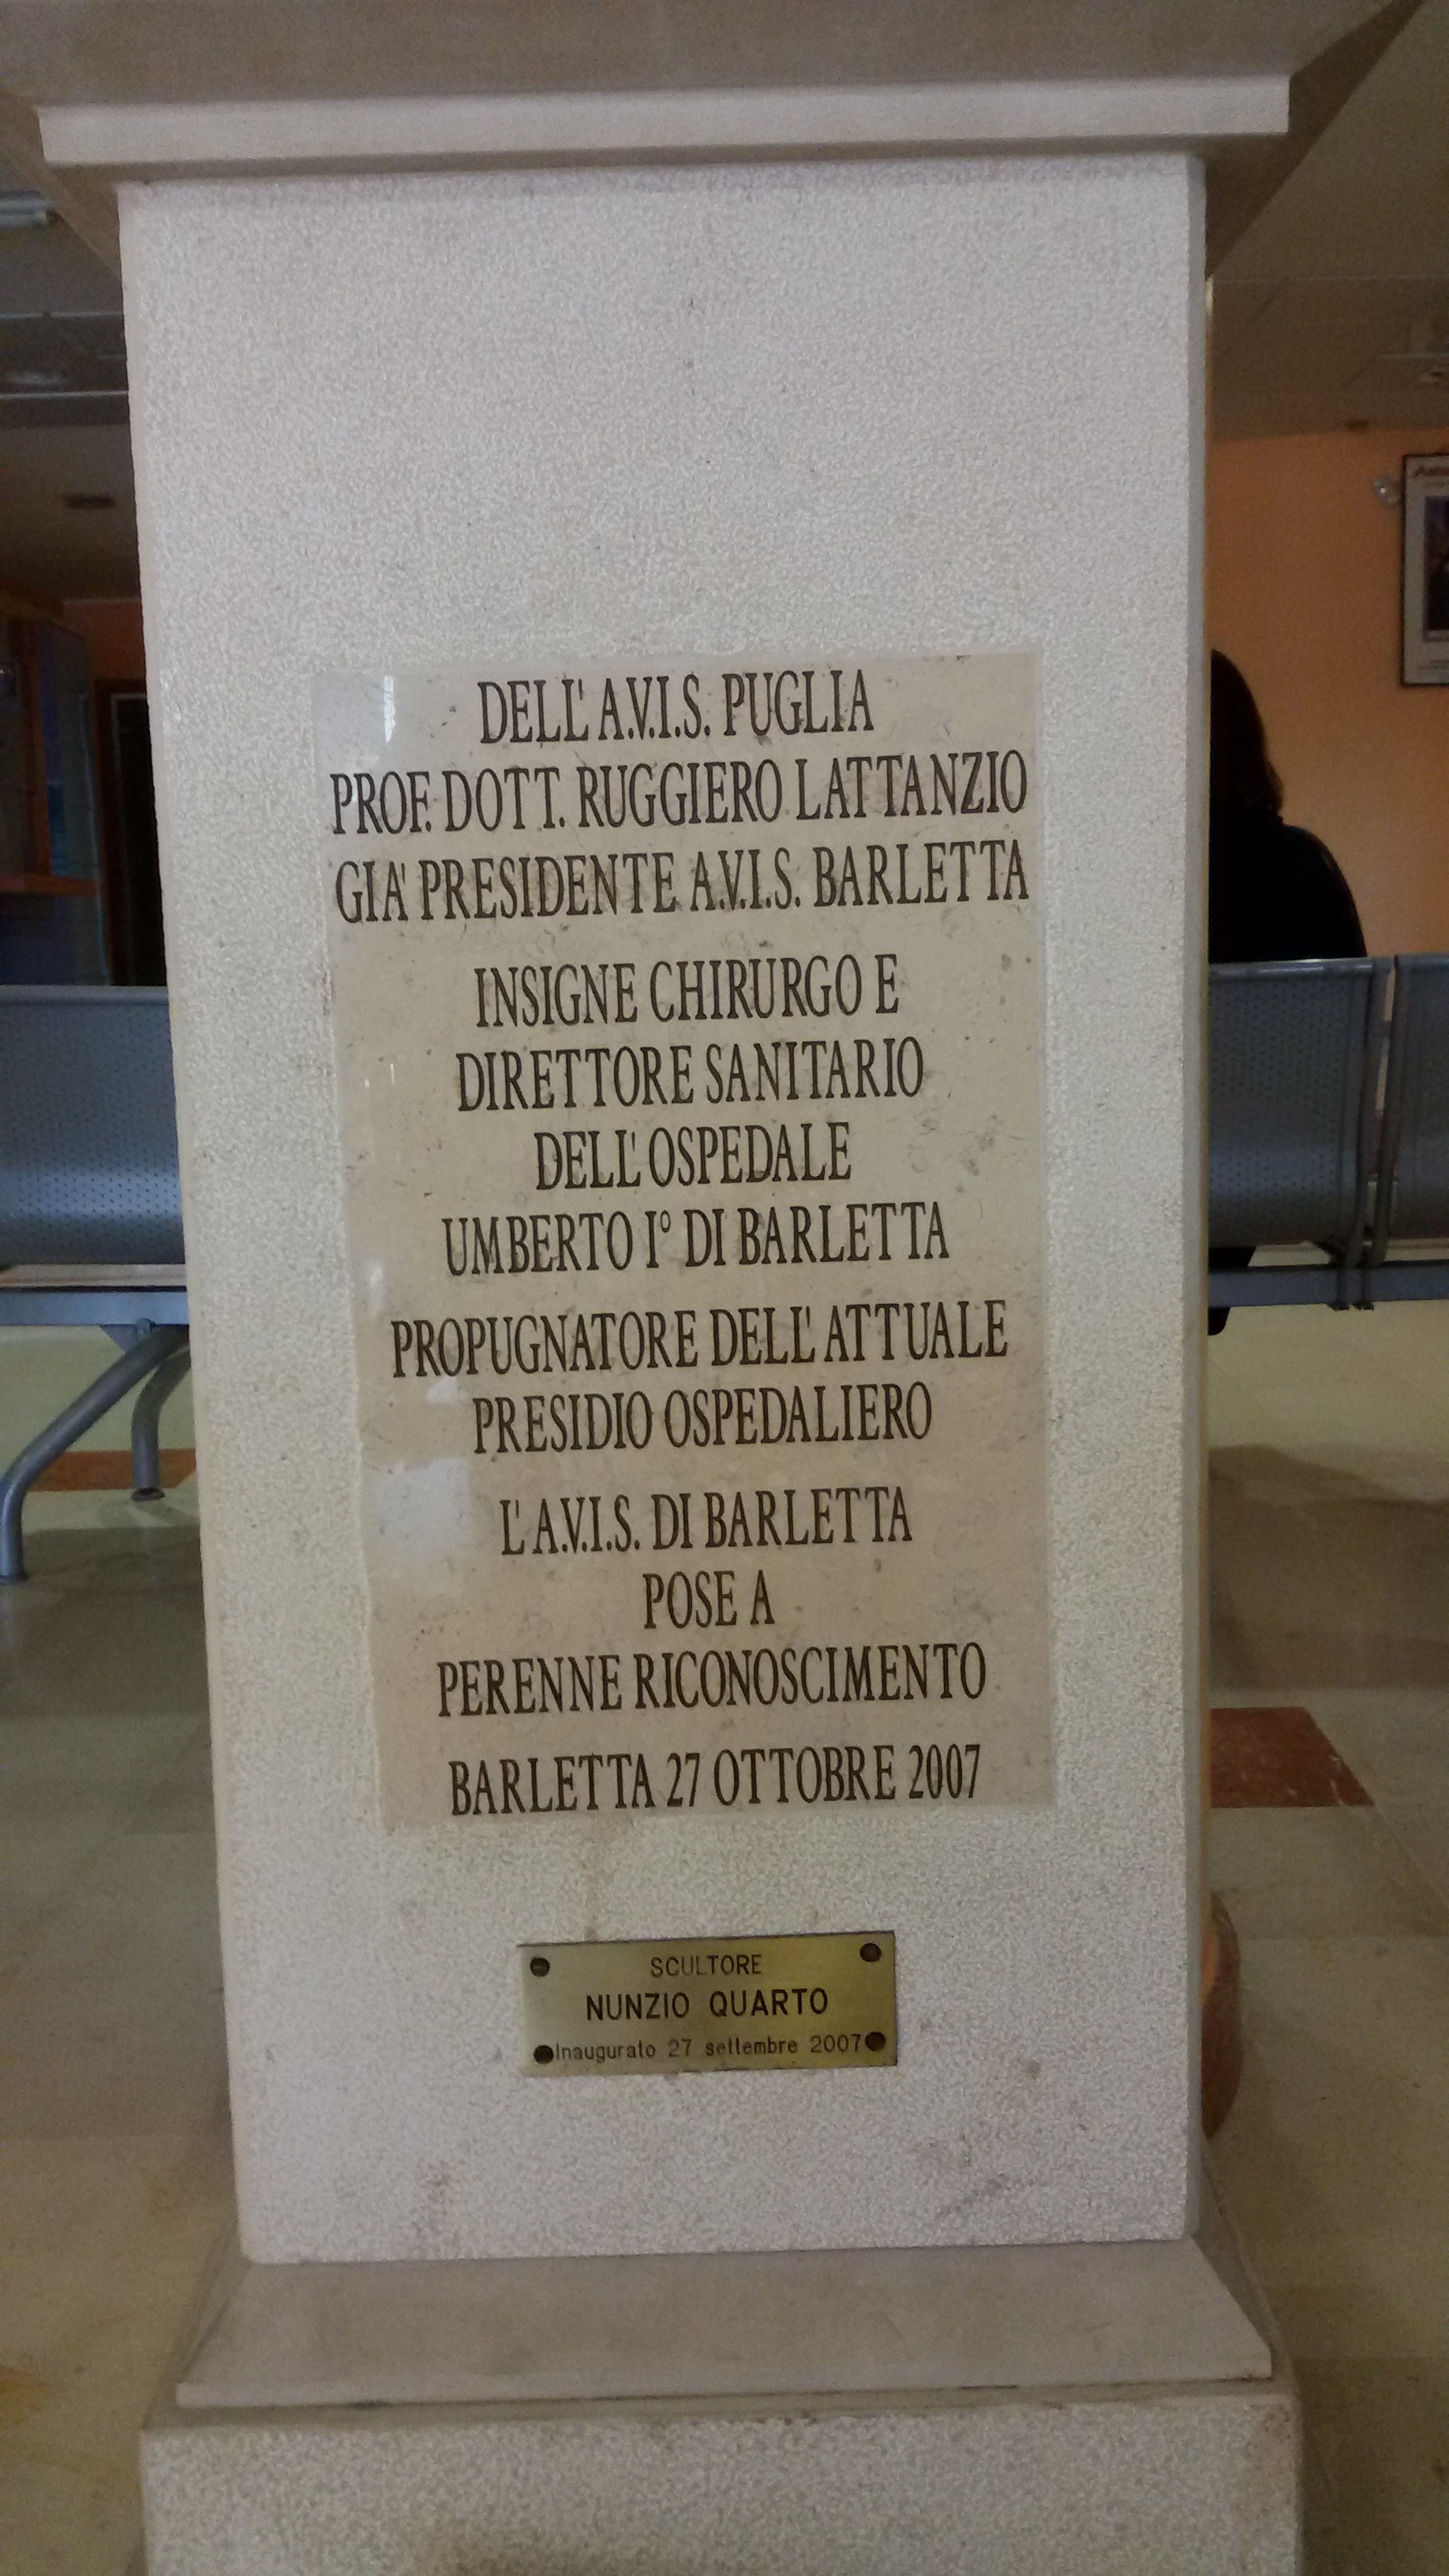 DELL' A.V.I.S. PUGLIA
PROF. DOTT. RUGGIERO LATTANZIO
GIA' PRESIDENTE A.V.I.S. BARLETTA
INSIGNE CHIRURGO E
DIRETTORE SANITARIO
DELL' OSPEDALE
UMBERTO I° DI BARLETTA
PROPUGNATORE DELL' ATTUALE
PRESIDIO OSPEDALIERO
L' A.V.I.S. DI BARLETTA
POSE A
PERENNE RICONOSCIMENTO
BARLETTA 27 OTTOBRE 2007
SCULTORE
NUNZIO QUARTO
Inaugurato 27 settembre 2007